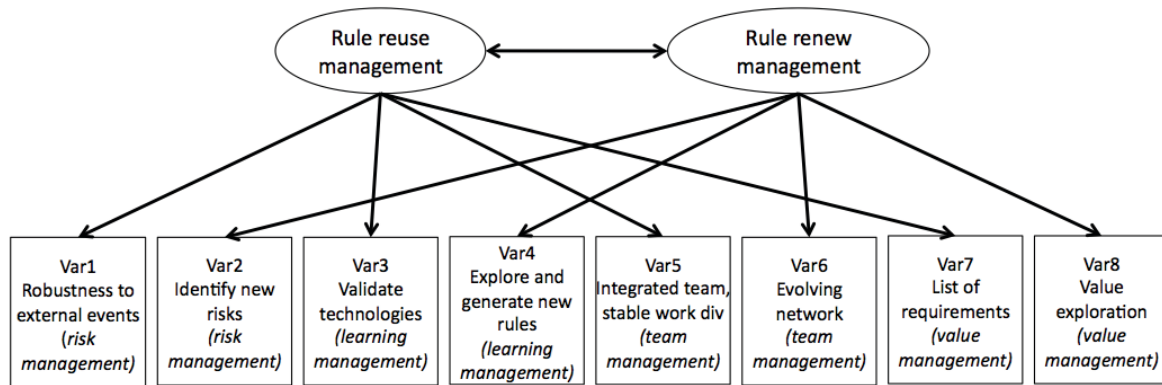 Rule reuse
management
Rule renew
management
Var1
Robustness to
external events
(risk
management)
Var2
Identify new
risks
(risk
management)
Var3
Validate
technologies
(learning
management)
Var4
Explore and
generate new
rules
(learning
management)
Var5
Integrated team,
stable work div
(team
management)
Var6
Evolving
network
(team
management)
Var7
List of
requirements
(value
management)
Var8
Value
exploration
(value
management)